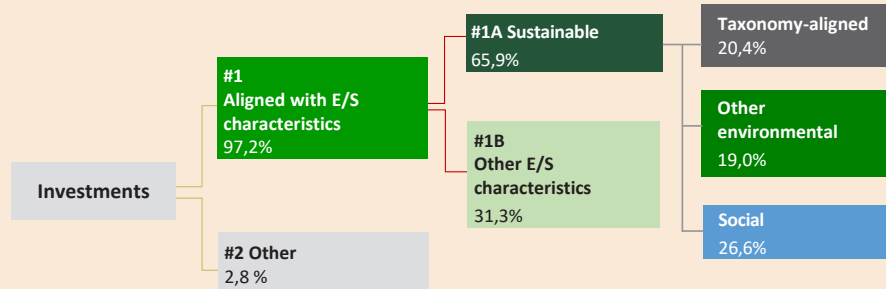 Investments
#1
Aligned with E/S
characteristics
97,2%
#2 Other
2,8 %
#1A Sustainable
65,9%
#1B
Other E/S
characteristics
31,3%
Taxonomy-aligned
20,4%
Other
environmental
19,0%
Social
26,6%